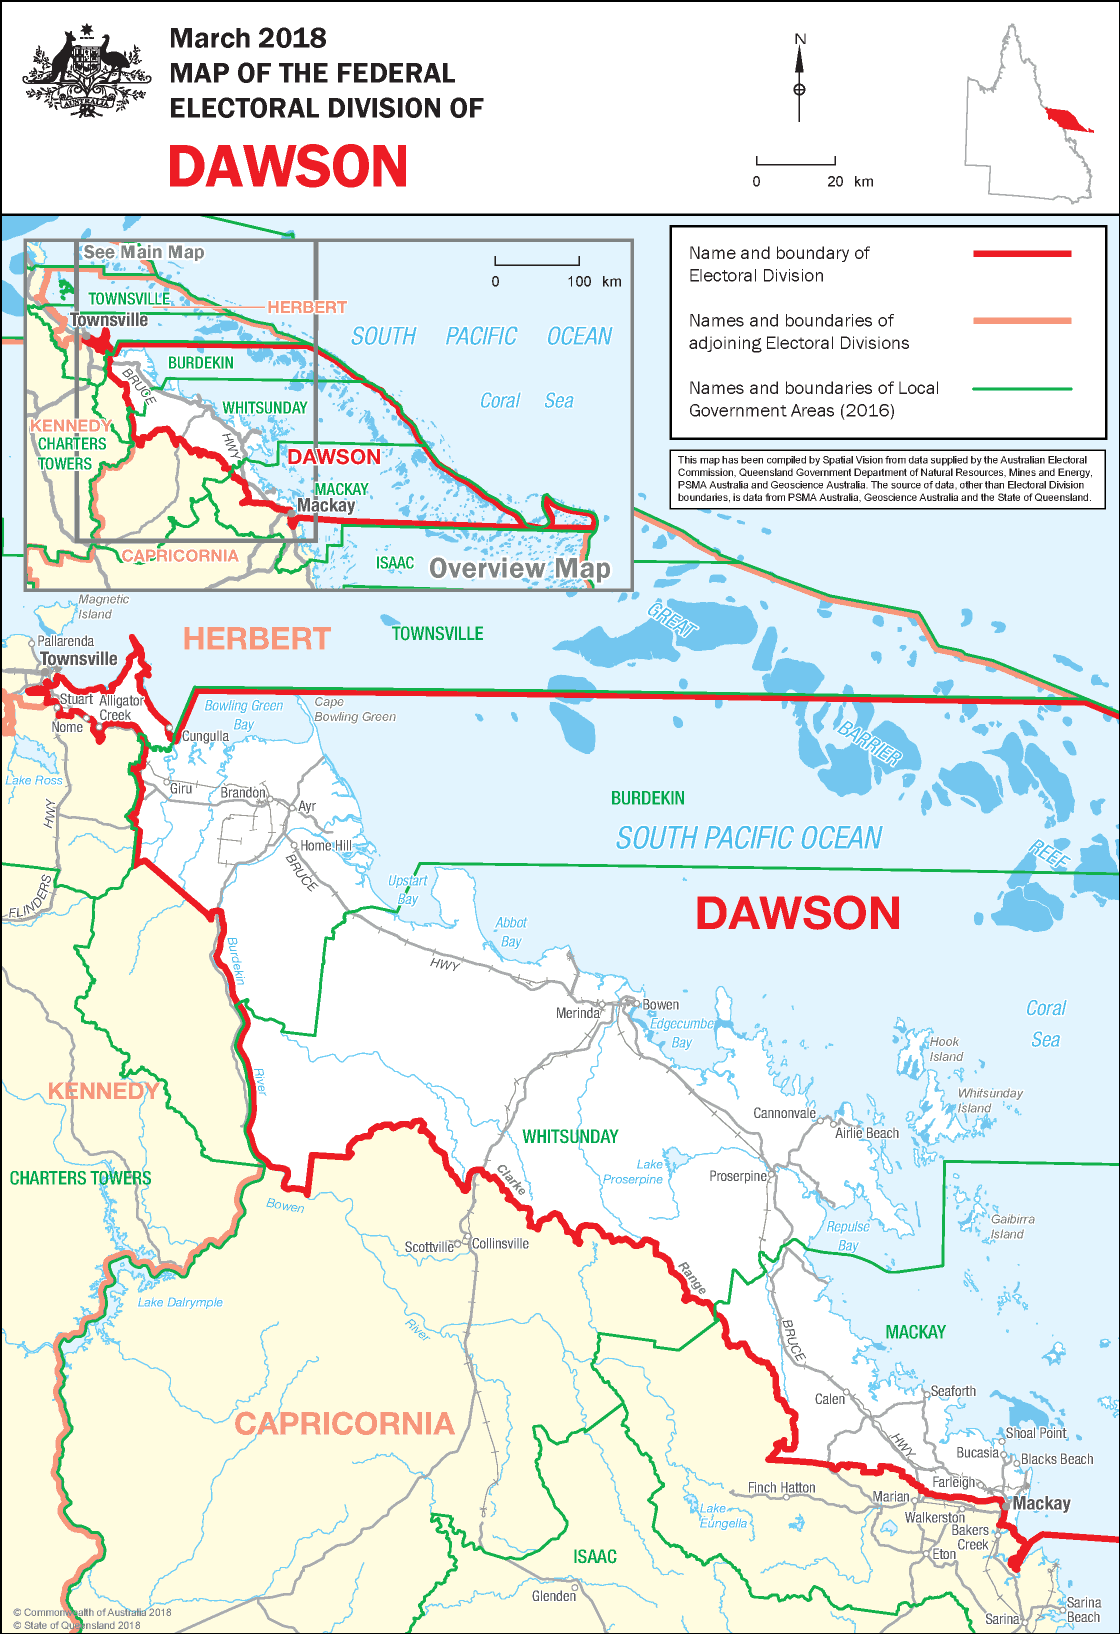 March 2018
MAP OF THE FEDERAL
ELECTORAL DIVISION OF
DAWSON
AUSTRALIA
N
0 20 km
See Main Map
0 100 km
TOWNSVILLE
HERBERT
Townsville
SOUTH PACIFIC OCEAN
BURDEKIN
BRUCE
Coral Sea
WHITSUNDAY
KENNEDY
CHARTERS
TOWERS
HWY
DAWSON
MACKAY
Mackay
CAPRICORNIA
ISAAC
Overview Map
Name and boundary of
Electoral Division
Names and boundaries of
adjoining Electoral Divisions
Names and boundaries of Local
Government Areas (2016)
This map has been compiled by Spatial Vision from data supplied by the Australian Electoral
Commission, Queensland Government Department of Natural Resources, Mines and Energy,
PSMA Australia and Geoscience Australia. The source of data, other than Electoral Division
boundaries, is data from PSMA Australia, Geoscience Australia and the State of Queensland.
Magnetic
Island
GREAT
HERBERT
TOWNSVILLE
Pallarenda
Townsville
Stuart
Alligator
Creek
Nome
Bowling Green
Bay
Cape
Bowling Green
Cungulla
BARRIER
Lake Ross
Giru
Brandon
Ayr
BURDEKIN
HWY
SOUTH PACIFIC OCEAN
Home Hill
BRUCE
REEF
FLINDERS
Upstart
Bay
DAWSON
Abbot
Bay
Burdekin
HWY
Merinda
Bowen
Edgecumbe
Bay
Coral
Sea
Hook
Island
River
KENNEDY
Whitsunday
Island
Cannonvale
Airlie Beach
WHITSUNDAY
CHARTERS TOWERS
Lake
Proserpine
Proserpine
Clarke
Bowen
Repulse
Bay
Gaibirra
Island
Scottville
Collinsville
Range
Lake Dalrymple
River
BRUCE
MACKAY
Calen
Seaforth
CAPRICORNIA
HWY
Shoal Point
Bucasia
Blacks Beach
Finch Hatton
Farleigh
Marian
Mackay
Lake
Eungella
Walkerston
Bakers
Creek
ISAAC
Eton
Glenden
Sarina
Beach
Sarina
© Commonwealth of Australia 2018
© State of Queensland 2018